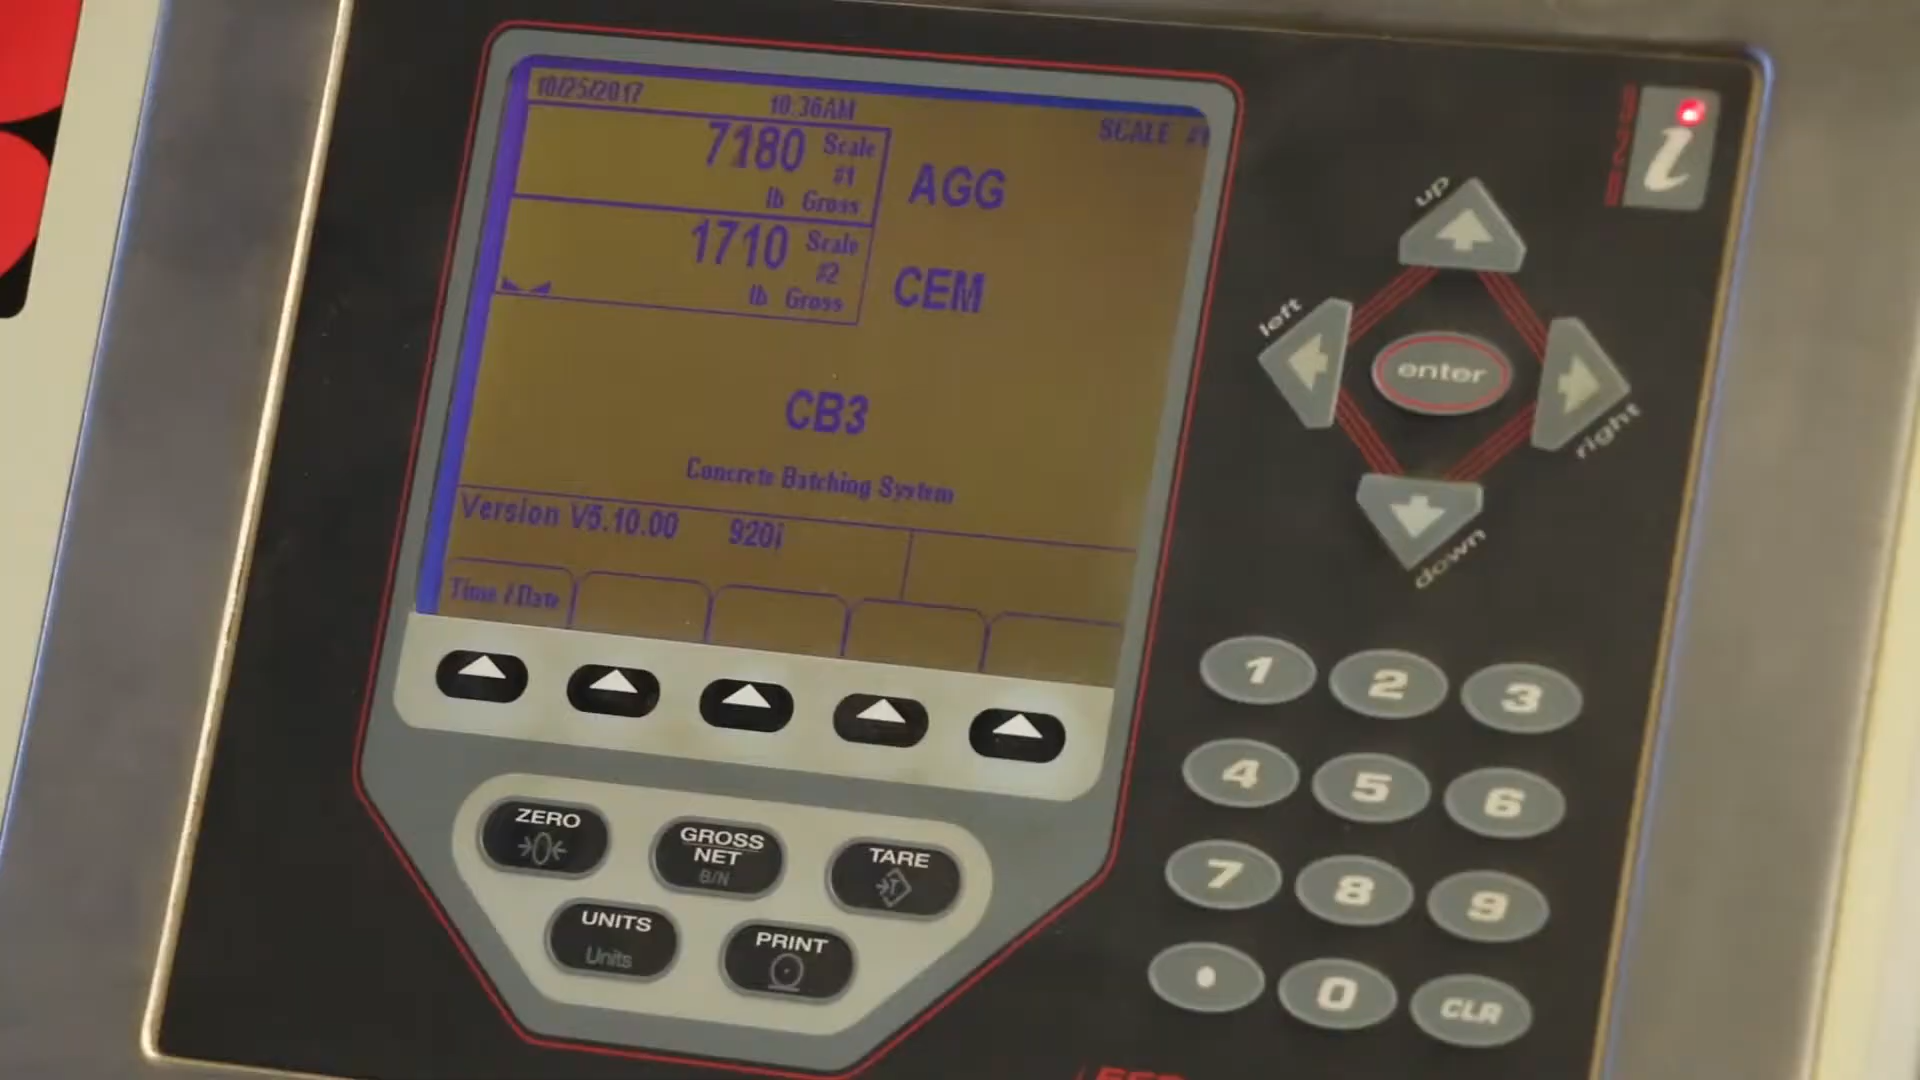 10/25/2017 10:36AM
SCALE #1
7180 Scale
#1
lb Gross
AGG
1710 Scale
#2
lb Gross
CEM
CB3
Concrete Batching System
Version V5.10.00 920i
Time / Date
ZERO
GROSS
NET
B/N
TARE
T
UNITS
Units
PRINT
i
up
left
enter
right
down
1 2 3
4 5 6
7 8 9
. 0 CLR